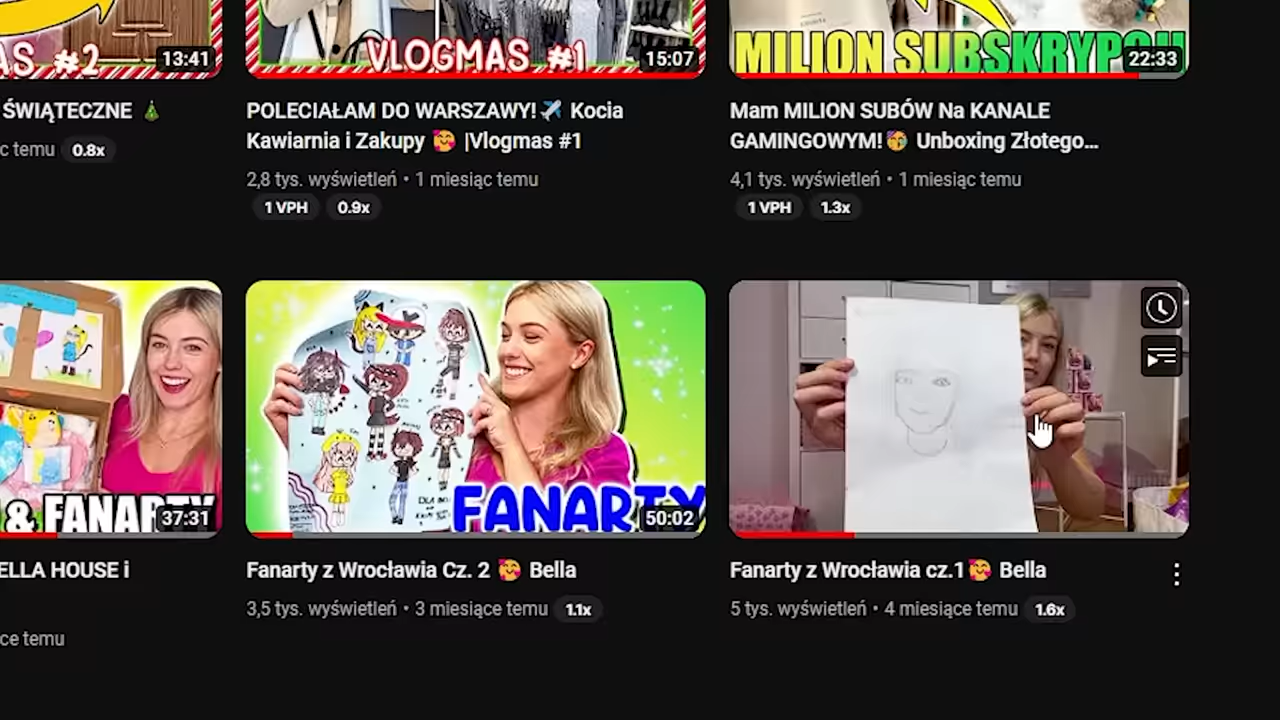 AS #2
13:41
VLOGMAS #1
15:07
MILION SUBSKRYPCJI
22:33
ŚWIĄTECZNE 🎄
c temu 0.8x
POLECIAŁAM DO WARSZAWY!✈️ Kocia
Kawiarnia i Zakupy 🥰 |Vlogmas #1
2,8 tys. wyświetleń • 1 miesiąc temu
1 VPH 0.9x
Mam MILION SUBÓW Na KANALE
GAMINGOWYM!🥳 Unboxing Złotego...
4,1 tys. wyświetleń • 1 miesiąc temu
1 VPH 1.3x
& FANARTY
37:31
FANARTY
50:02
ELLA HOUSE i
ce temu
Fanarty z Wrocławia Cz. 2 🥰 Bella
3,5 tys. wyświetleń • 3 miesiące temu 1.1x
Fanarty z Wrocławia cz.1🥰 Bella
5 tys. wyświetleń • 4 miesiące temu 1.6x